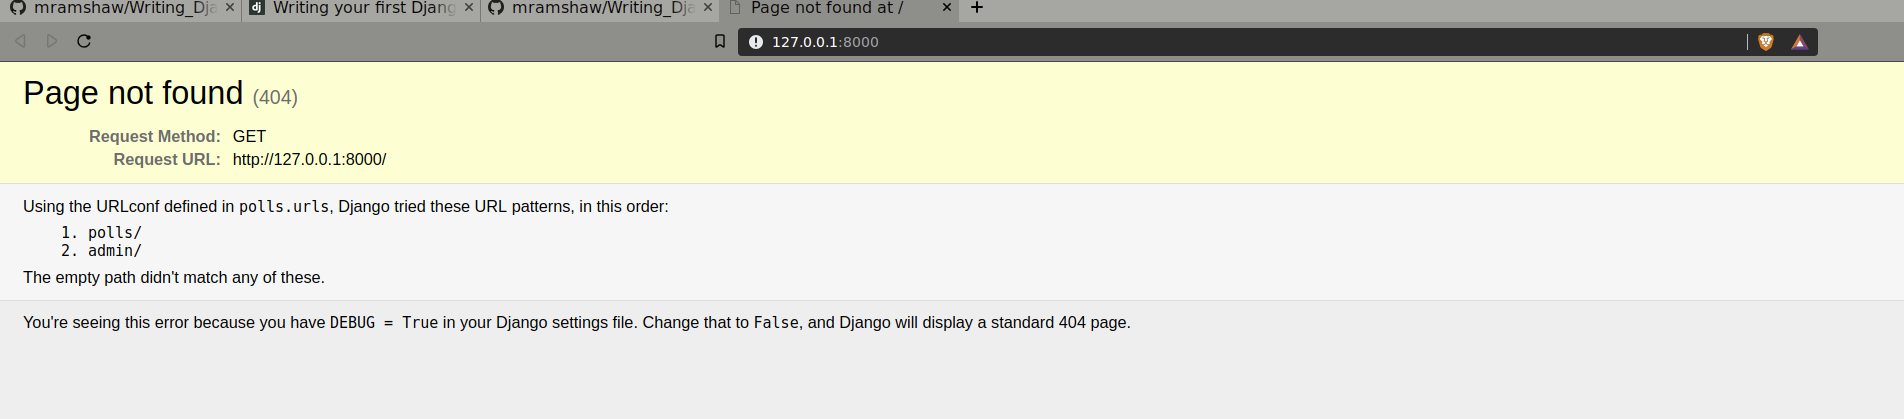 mramshaw/Writing_Dja
Writing your first Djang
mramshaw/Writing_Dja
Page not found at /
127.0.0.1:8000
Page not found (404)
Request Method: GET
Request URL: http://127.0.0.1:8000/
Using the URLconf defined in polls.urls, Django tried these URL patterns, in this order:
1. polls/
2. admin/
The empty path didn't match any of these.
You're seeing this error because you have DEBUG = True in your Django settings file. Change that to False, and Django will display a standard 404 page.